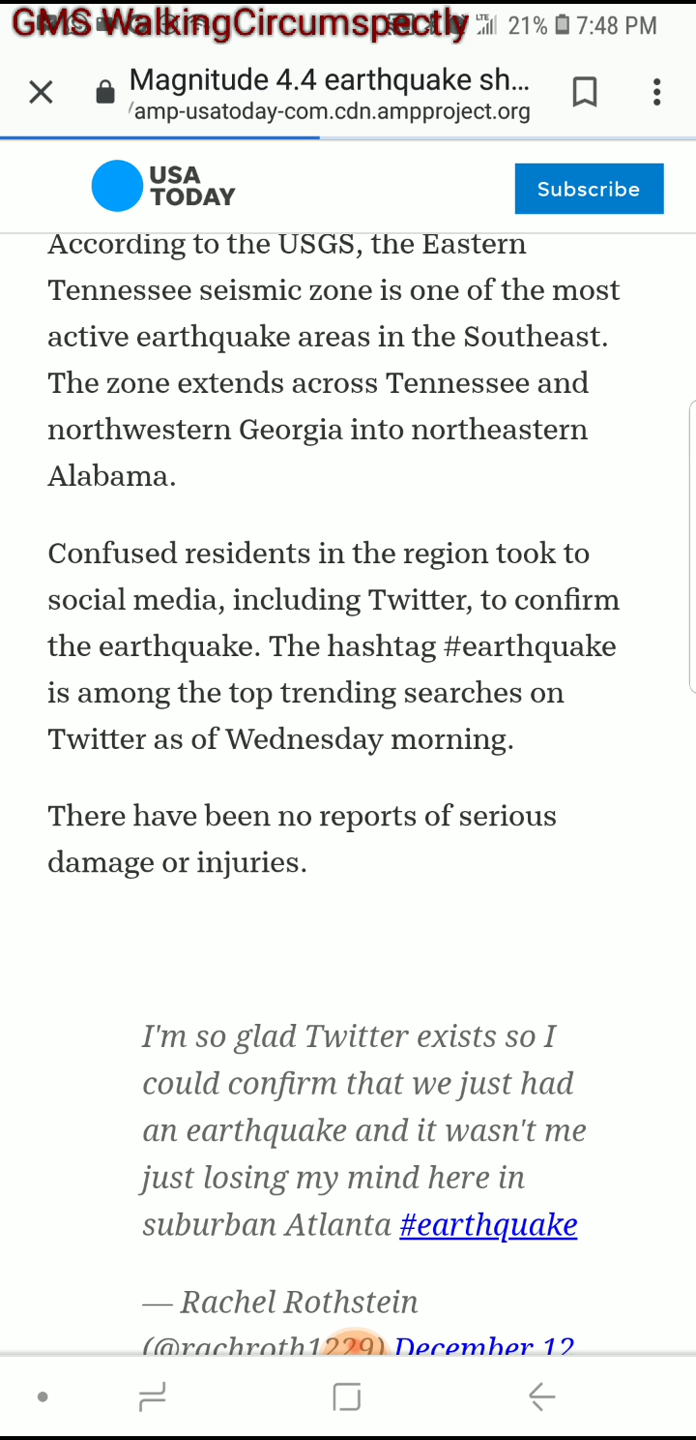 GMS WalkingCircumspectly
LTE 21% 7:48 PM
Magnitude 4.4 earthquake sh...
/amp-usatoday-com.cdn.ampproject.org
USA
TODAY
Subscribe
According to the USGS, the Eastern
Tennessee seismic zone is one of the most
active earthquake areas in the Southeast.
The zone extends across Tennessee and
northwestern Georgia into northeastern
Alabama.
Confused residents in the region took to
social media, including Twitter, to confirm
the earthquake. The hashtag #earthquake
is among the top trending searches on
Twitter as of Wednesday morning.
There have been no reports of serious
damage or injuries.
I'm so glad Twitter exists so I
could confirm that we just had
an earthquake and it wasn't me
just losing my mind here in
suburban Atlanta #earthquake
— Rachel Rothstein
(@rachroth1229) December 12